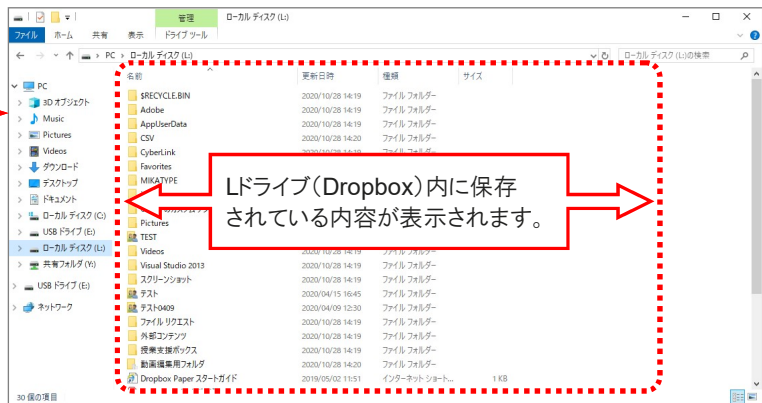 管理 ローカル ディスク (L:)
ファイル ホーム 共有 表示 ドライブ ツール
PC › ローカル ディスク (L:) ローカル ディスク (L:)の検索
名前 更新日時 種類 サイズ
PC
3D オブジェクト
Music
Pictures
Videos
ダウンロード
デスクトップ
ドキュメント
ローカル ディスク (C:)
USB ドライブ (E:)
ローカル ディスク (L:)
共有フォルダ (Y:)
USB ドライブ (E:)
ネットワーク
$RECYCLE.BIN 2020/10/28 14:19 ファイル フォルダー
Adobe 2020/10/28 14:19 ファイル フォルダー
AppUserData 2020/10/28 14:19 ファイル フォルダー
CSV 2020/10/28 14:20 ファイル フォルダー
CyberLink 2020/10/28 14:19 ファイル フォルダー
Favorites
MIKATYPE
Pictures
TEST
Videos 2020/10/28 14:19 ファイル フォルダー
Visual Studio 2013 2020/10/28 14:19 ファイル フォルダー
スクリーンショット 2020/10/28 14:19 ファイル フォルダー
テスト 2020/04/15 16:45 ファイル フォルダー
テスト0409 2020/04/09 12:30 ファイル フォルダー
ファイル リクエスト 2020/10/28 14:19 ファイル フォルダー
外部コンテンツ 2020/10/28 14:19 ファイル フォルダー
授業支援ボックス 2020/10/28 14:19 ファイル フォルダー
動画編集用フォルダ 2020/10/28 14:20 ファイル フォルダー
Dropbox Paper スタートガイド 2019/05/02 11:51 インターネット ショート... 1 KB
Lドライブ（Dropbox）内に保存
されている内容が表示されます。
30 個の項目